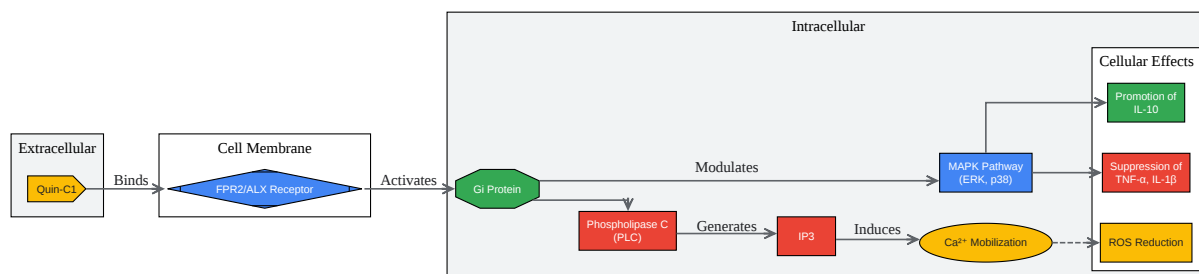 Intracellular
Cellular Effects
Promotion of
IL-10
Extracellular
Cell Membrane
Quin-C1
Binds
FPR2/ALX Receptor
Activates
Gi Protein
Modulates
MAPK Pathway
(ERK, p38)
Suppression of
TNF-α, IL-1β
Phospholipase C
(PLC)
Generates
IP3
Induces
Ca²⁺ Mobilization
ROS Reduction